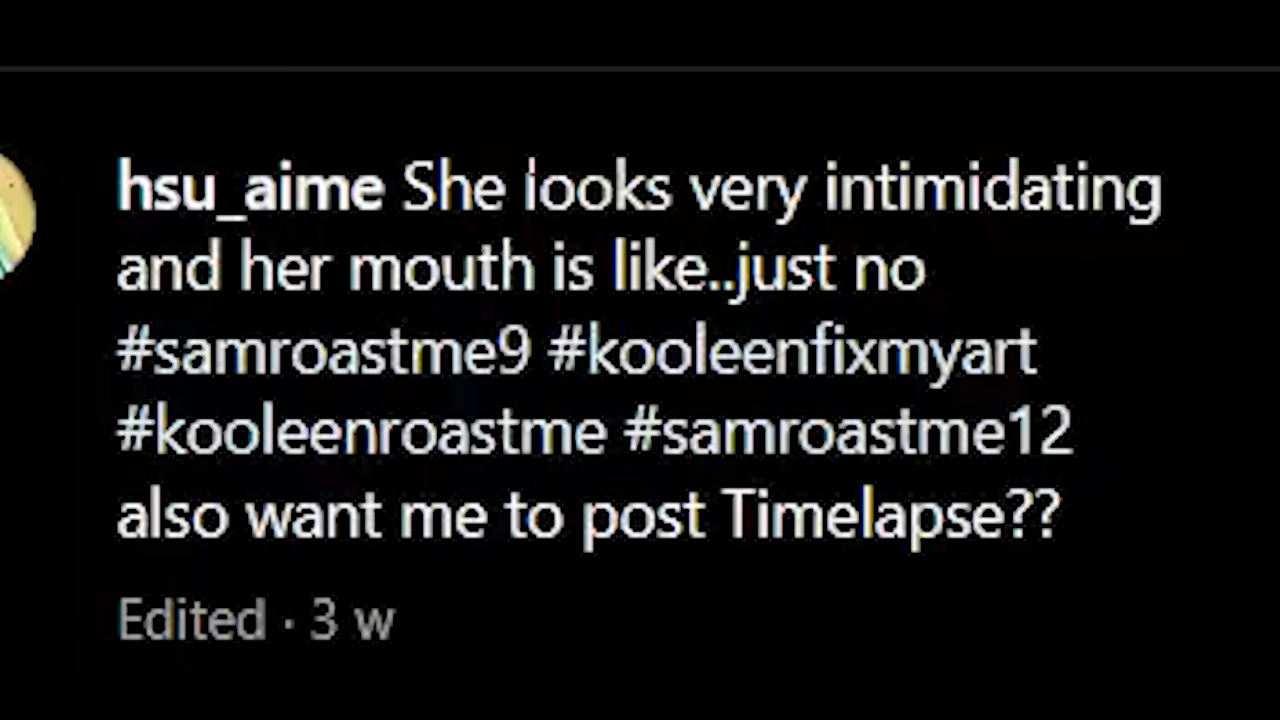 hsu_aime She looks very intimidating
and her mouth is like..just no
#samroastme9 #kooleenfixmyart
#kooleenroastme #samroastme12
also want me to post Timelapse??
Edited · 3 w